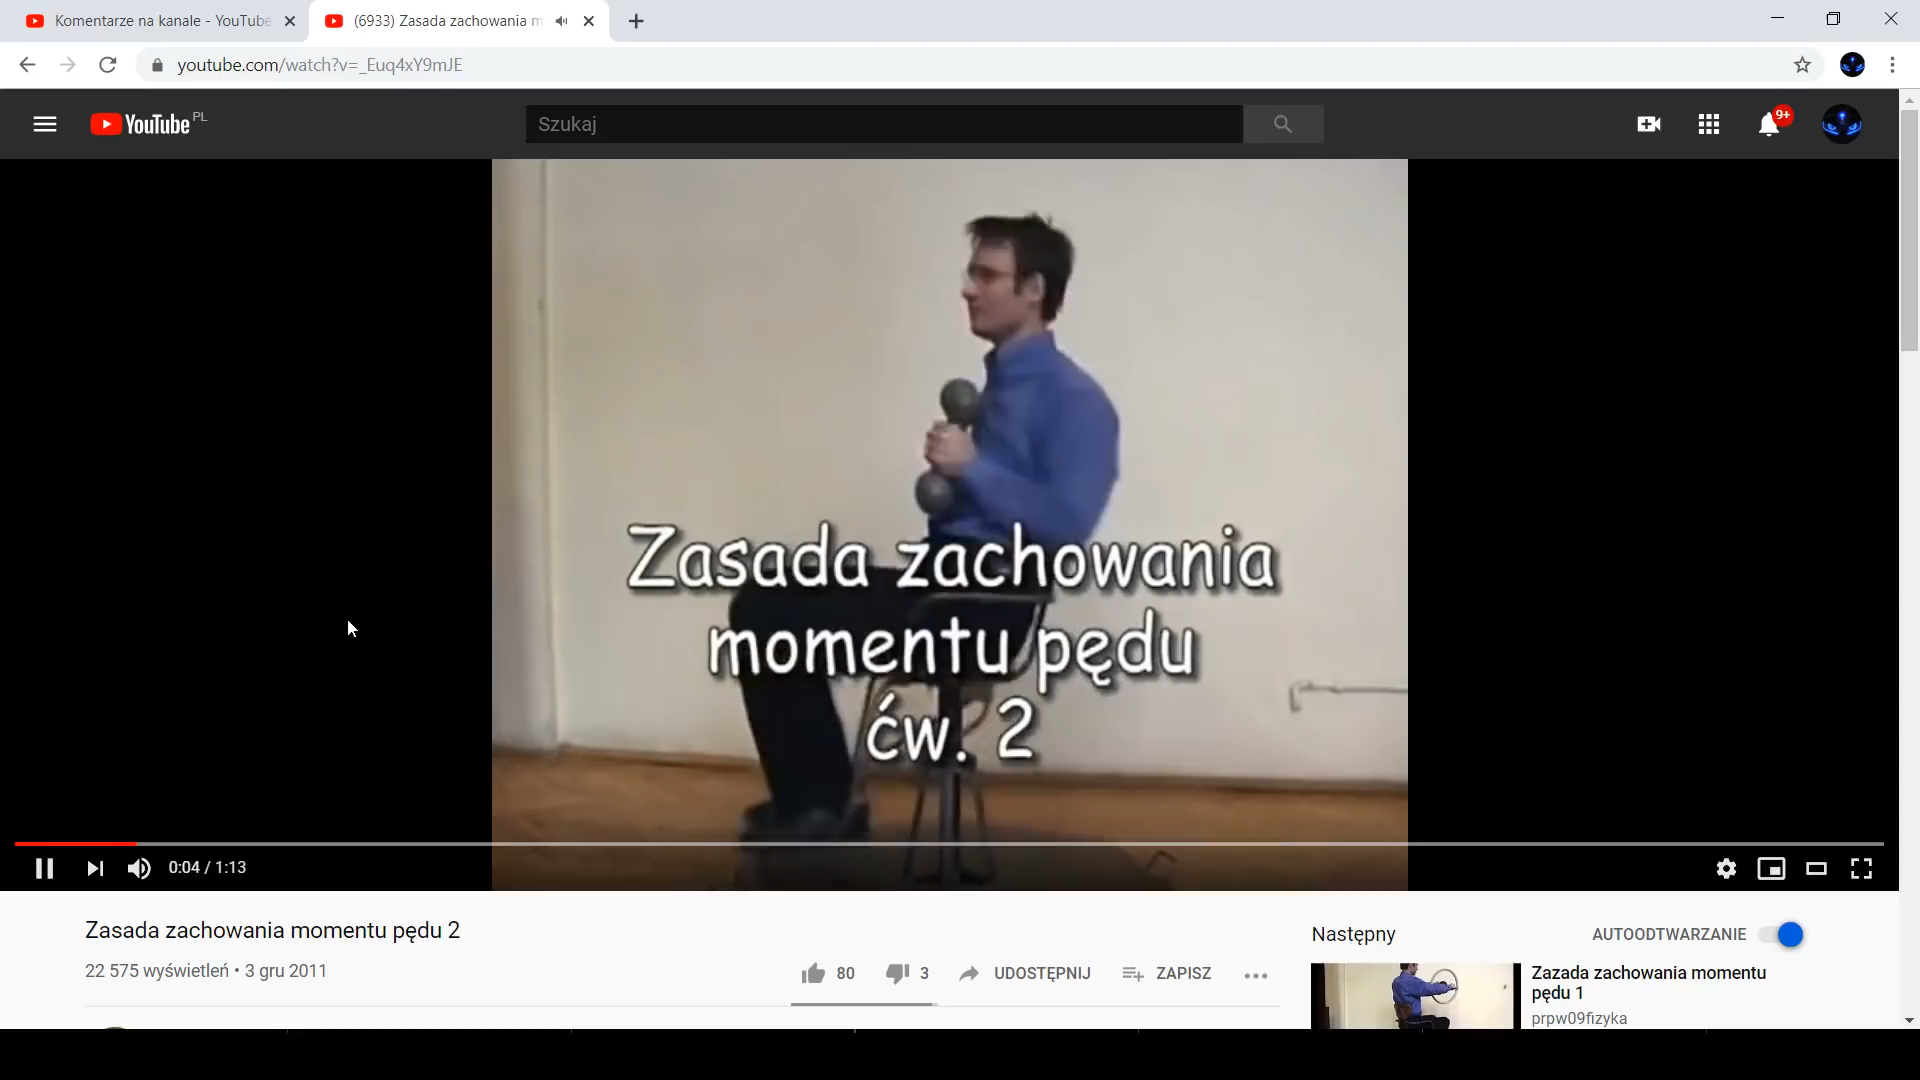 Komentarze na kanale - YouTube
(6933) Zasada zachowania m
youtube.com/watch?v=_Euq4xY9mJE
YouTube PL
Szukaj
9+
Zasada zachowania
momentu pędu
ćw. 2
0:04 / 1:13
Zasada zachowania momentu pędu 2
22 575 wyświetleń • 3 gru 2011
80
3
UDOSTĘPNIJ
ZAPISZ
Następny
AUTOODTWARZANIE
Zazada zachowania momentu
pędu 1
prpw09fizyka